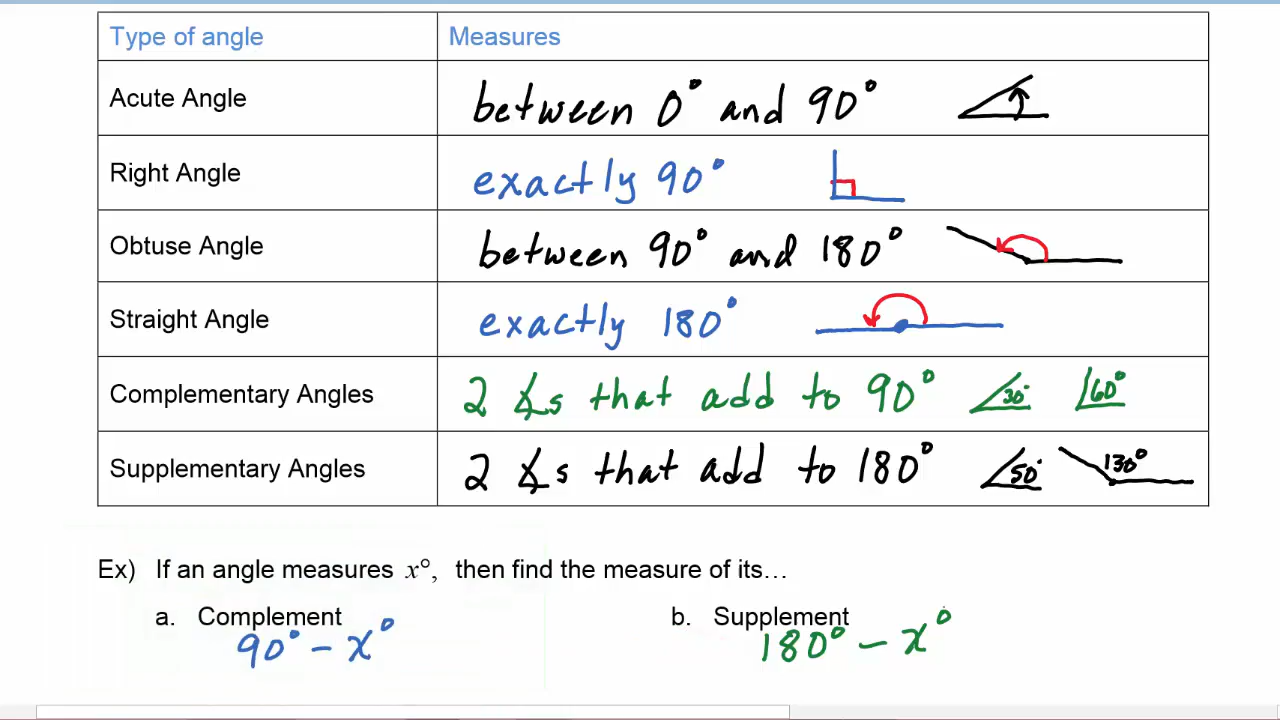 Type of angle Measures
Acute Angle between 0° and 90°
Right Angle exactly 90°
Obtuse Angle between 90° and 180°
Straight Angle exactly 180°
Complementary Angles 2 ∡s that add to 90° 30° 60°
Supplementary Angles 2 ∡s that add to 180° 50° 130°
Ex) If an angle measures x°, then find the measure of its…
a. Complement b. Supplement
90° – x° 180° – x°